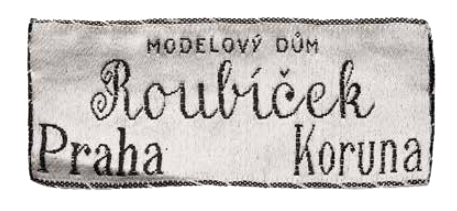 MODELOVÝ DŮM
Roubíček
Praha Koruna